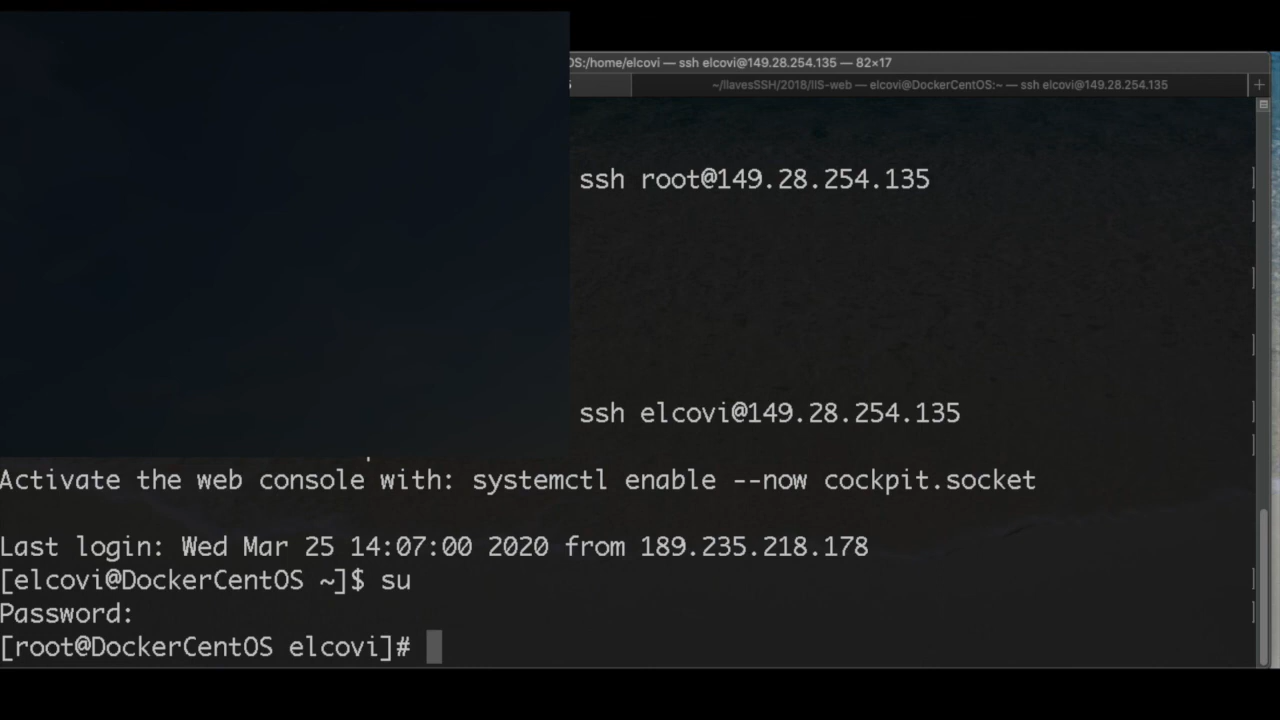 OS:/home/elcovi — ssh elcovi@149.28.254.135 — 82×17
~/llavesSSH/2018/IIS-web — elcovi@DockerCentOS:~ — ssh elcovi@149.28.254.135 +
ssh root@149.28.254.135
ssh elcovi@149.28.254.135
Activate the web console with: systemctl enable --now cockpit.socket
Last login: Wed Mar 25 14:07:00 2020 from 189.235.218.178
[elcovi@DockerCentOS ~]$ su
Password:
[root@DockerCentOS elcovi]#